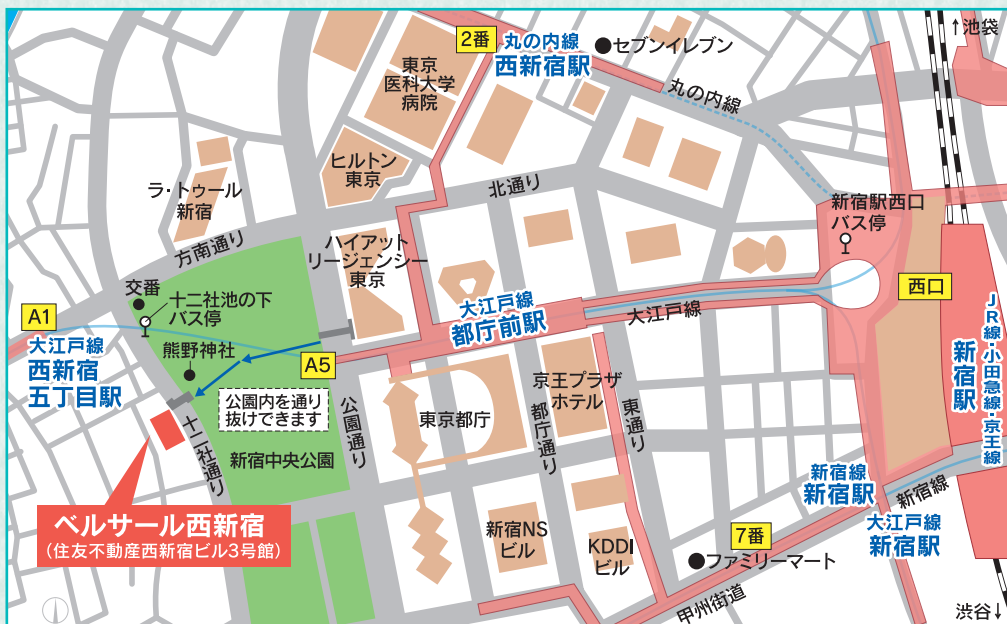 ↑池袋
2番
丸の内線
西新宿駅
セブンイレブン
東京
医科大学
病院
丸の内線
ヒルトン
東京
北通り
ラ・トゥール
新宿
新宿駅西口
バス停
方南通り
ハイアット
リージェンシー
東京
交番
十二社池の下
バス停
西口
A1
大江戸線
西新宿
五丁目駅
大江戸線
都庁前駅
大江戸線
JR線・小田急線・京王線
新宿駅
熊野神社
A5
公園内を通り
抜けできます
公園通り
東京都庁
京王プラザ
ホテル
都庁通り
東通り
十二社通り
新宿中央公園
新宿線
新宿駅
新宿線
大江戸線
新宿駅
ベルサール西新宿
(住友不動産西新宿ビル3号館)
新宿NS
ビル
KDDI
ビル
7番
ファミリーマート
甲州街道
渋谷↓